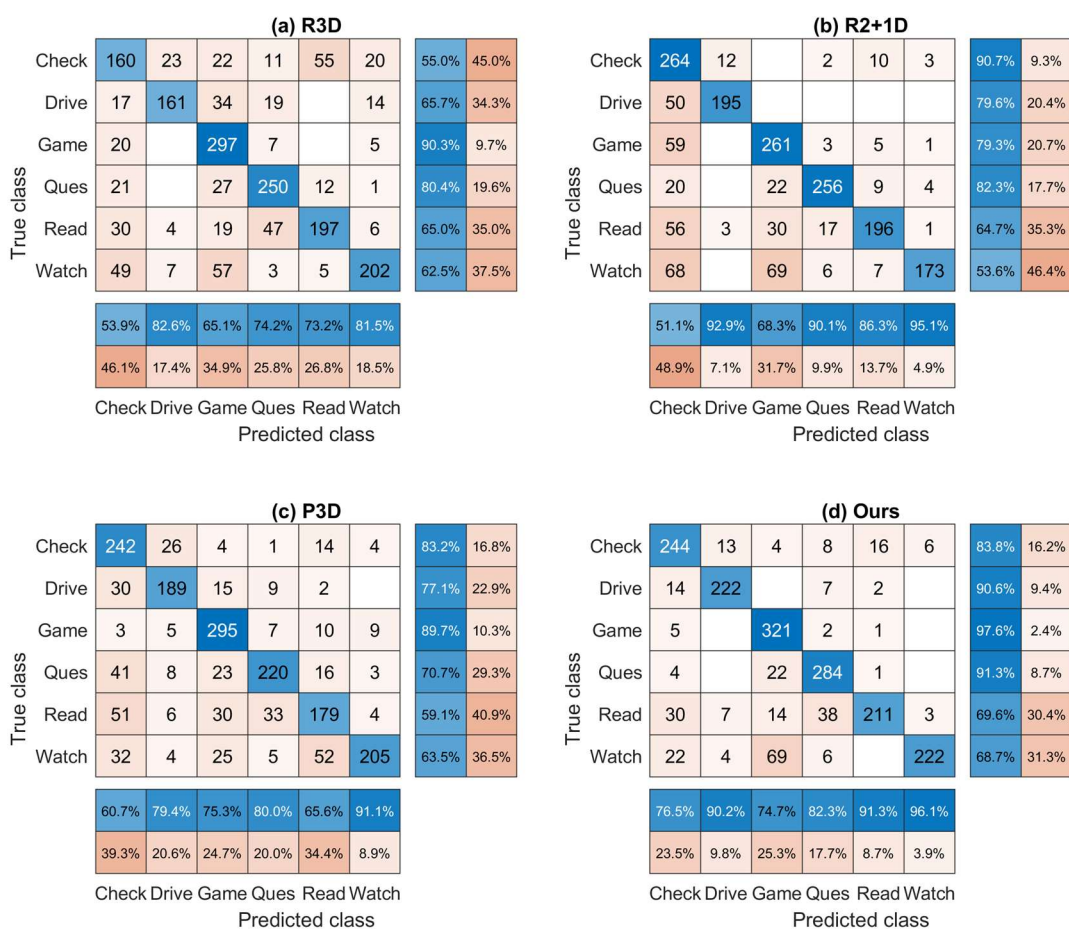 (a) R3D
Check 160 23 22 11 55 20 55.0% 45.0%
Drive 17 161 34 19 14 65.7% 34.3%
Game 20 297 7 5 90.3% 9.7%
Ques 21 27 250 12 1 80.4% 19.6%
Read 30 4 19 47 197 6 65.0% 35.0%
Watch 49 7 57 3 5 202 62.5% 37.5%
True class
53.9% 82.6% 65.1% 74.2% 73.2% 81.5%
46.1% 17.4% 34.9% 25.8% 26.8% 18.5%
Check Drive Game Ques Read Watch
Predicted class
(b) R2+1D
264 12 2 10 3 90.7% 9.3%
50 195 79.6% 20.4%
59 261 3 5 1 79.3% 20.7%
20 22 256 9 4 82.3% 17.7%
56 3 30 17 196 1 64.7% 35.3%
68 69 6 7 173 53.6% 46.4%
Check
Drive
Game
Ques
Read
Watch
True class
51.1% 92.9% 68.3% 90.1% 86.3% 95.1%
48.9% 7.1% 31.7% 9.9% 13.7% 4.9%
Check Drive Game Ques Read Watch
Predicted class
(c) P3D
Check 242 26 4 1 14 4 83.2% 16.8%
Drive 30 189 15 9 2 77.1% 22.9%
Game 3 5 295 7 10 9 89.7% 10.3%
Ques 41 8 23 220 16 3 70.7% 29.3%
Read 51 6 30 33 179 4 59.1% 40.9%
Watch 32 4 25 5 52 205 63.5% 36.5%
True class
60.7% 79.4% 75.3% 80.0% 65.6% 91.1%
39.3% 20.6% 24.7% 20.0% 34.4% 8.9%
Check Drive Game Ques Read Watch
Predicted class
(d) Ours
Check 244 13 4 8 16 6 83.8% 16.2%
Drive 14 222 7 2 90.6% 9.4%
Game 5 321 2 1 97.6% 2.4%
Ques 4 22 284 1 91.3% 8.7%
Read 30 7 14 38 211 3 69.6% 30.4%
Watch 22 4 69 6 222 68.7% 31.3%
True class
76.5% 90.2% 74.7% 82.3% 91.3% 96.1%
23.5% 9.8% 25.3% 17.7% 8.7% 3.9%
Check Drive Game Ques Read Watch
Predicted class